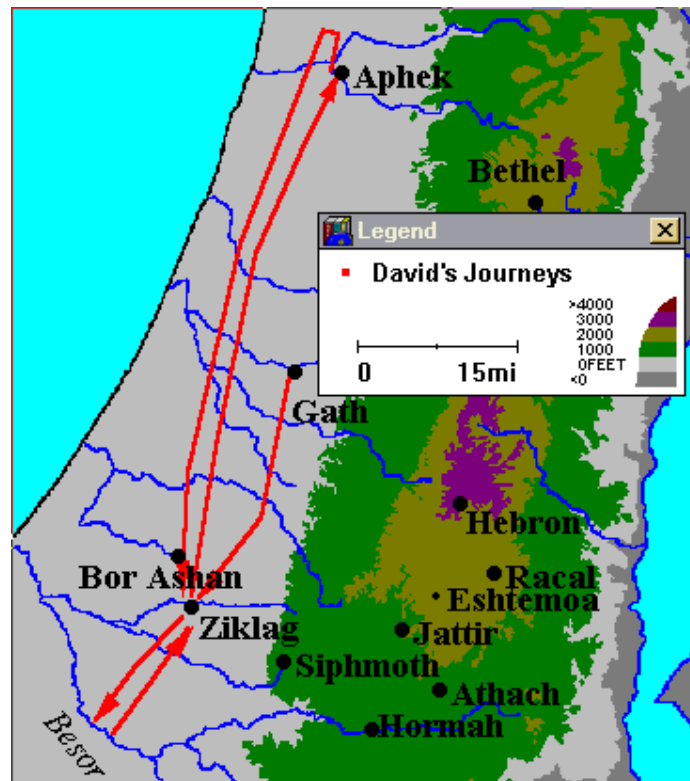 Aphek
Bethel
Legend
David's Journeys
>4000
3000
2000
1000
0FEET
<0
0 15mi
Gath
Hebron
Bor Ashan
Racal
Eshtemoa
Ziklag
Jattir
Siphmoth
Athach
Hormah
Besor